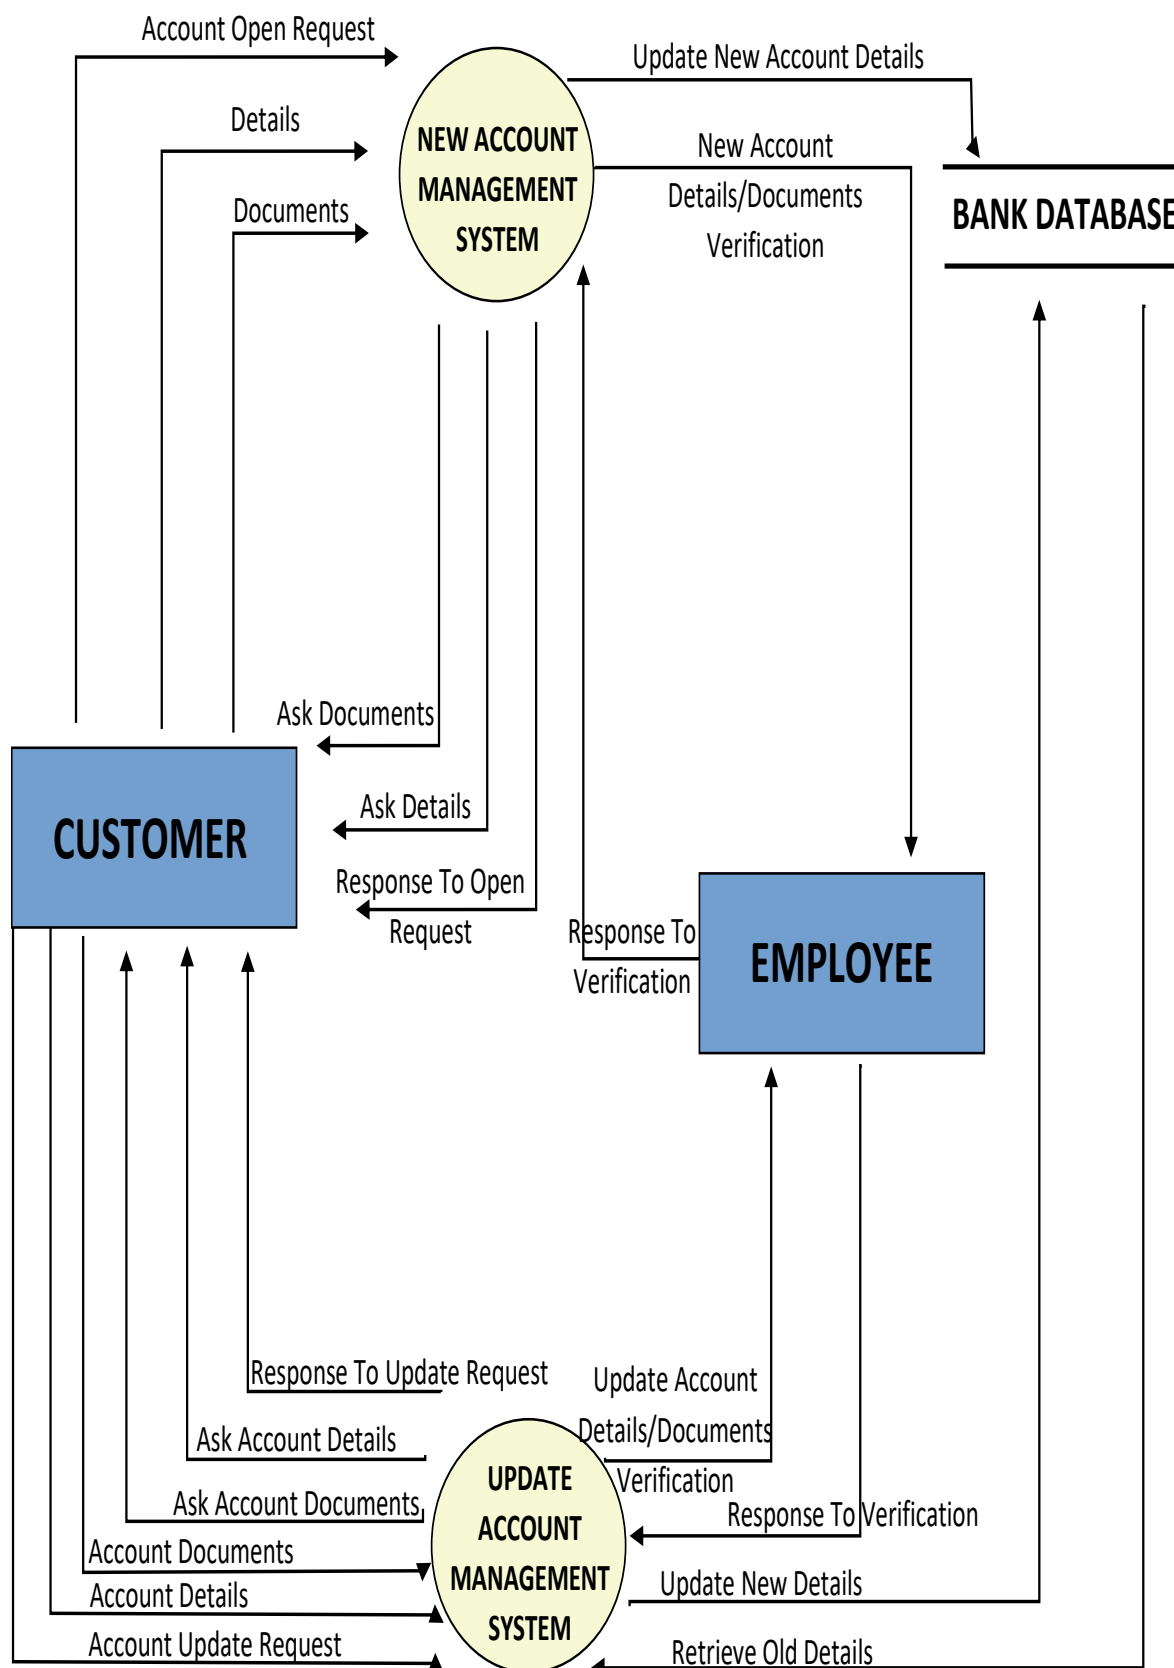 Account Open Request
Update New Account Details
Details
NEW ACCOUNT
MANAGEMENT
SYSTEM
New Account
Details/Documents
Verification
Documents
BANK DATABASE
Ask Documents
Ask Details
CUSTOMER
Response To Open
Request
Response To
Verification
EMPLOYEE
Response To Update Request
Update Account
Details/Documents
Verification
Ask Account Details
UPDATE
ACCOUNT
MANAGEMENT
SYSTEM
Ask Account Documents
Response To Verification
Account Documents
Account Details
Update New Details
Account Update Request
Retrieve Old Details